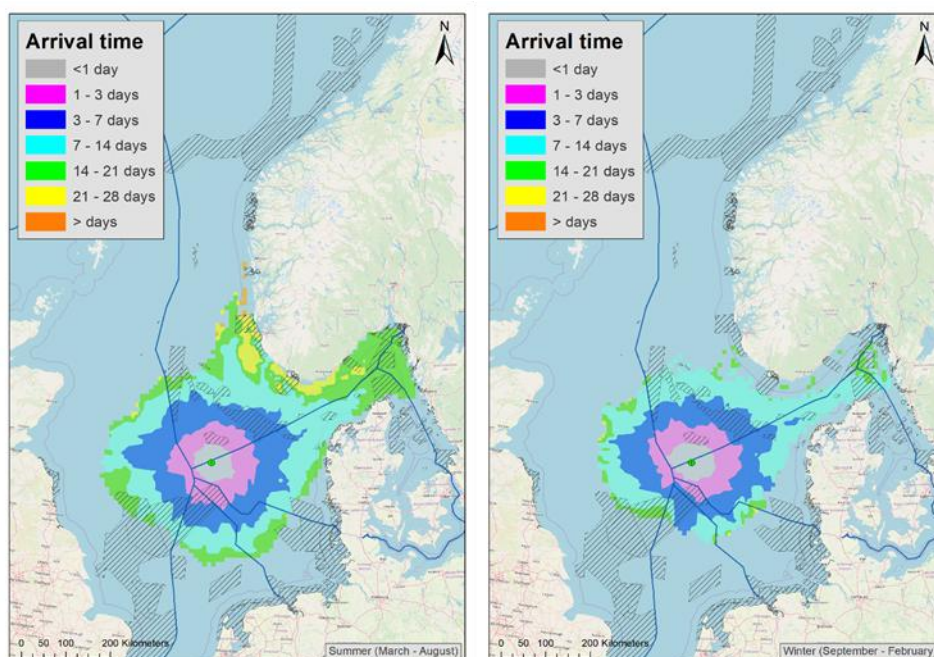 Arrival time
<1 day
1 - 3 days
3 - 7 days
7 - 14 days
14 - 21 days
21 - 28 days
> days
N
0 50 100 200 Kilometers
Summer (March - August)
Arrival time
<1 day
1 - 3 days
3 - 7 days
7 - 14 days
14 - 21 days
21 - 28 days
> days
N
0 50 100 200 Kilometers
Winter (September - February)